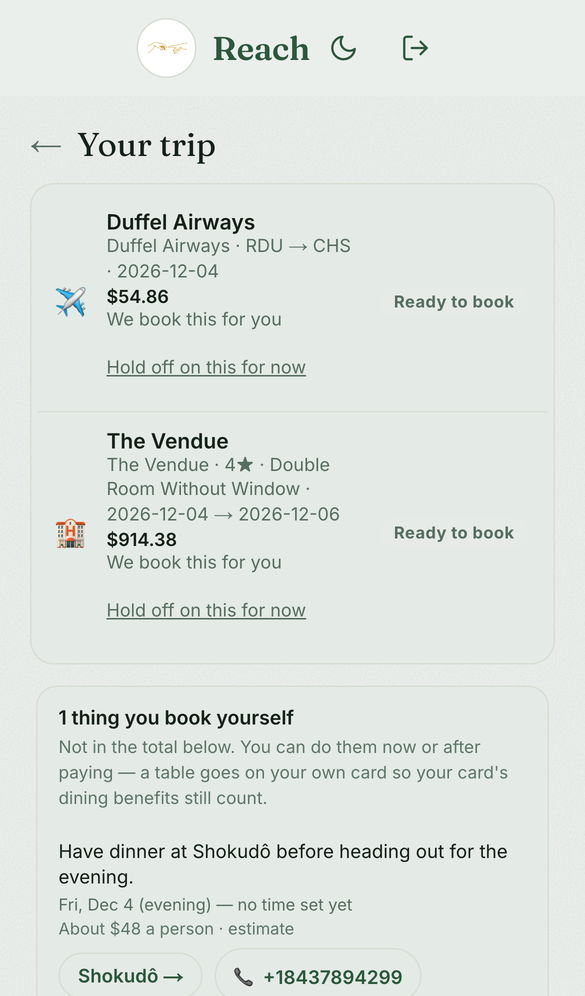 Reach
← Your trip
Duffel Airways
Duffel Airways · RDU → CHS
· 2026-12-04
$54.86
We book this for you
Ready to book
Hold off on this for now
The Vendue
The Vendue · 4★ · Double
Room Without Window ·
2026-12-04 → 2026-12-06
$914.38
We book this for you
Ready to book
Hold off on this for now
1 thing you book yourself
Not in the total below. You can do them now or after
paying — a table goes on your own card so your card's
dining benefits still count.
Have dinner at Shokudô before heading out for the
evening.
Fri, Dec 4 (evening) — no time set yet
About $48 a person · estimate
Shokudô → 📞 +18437894299